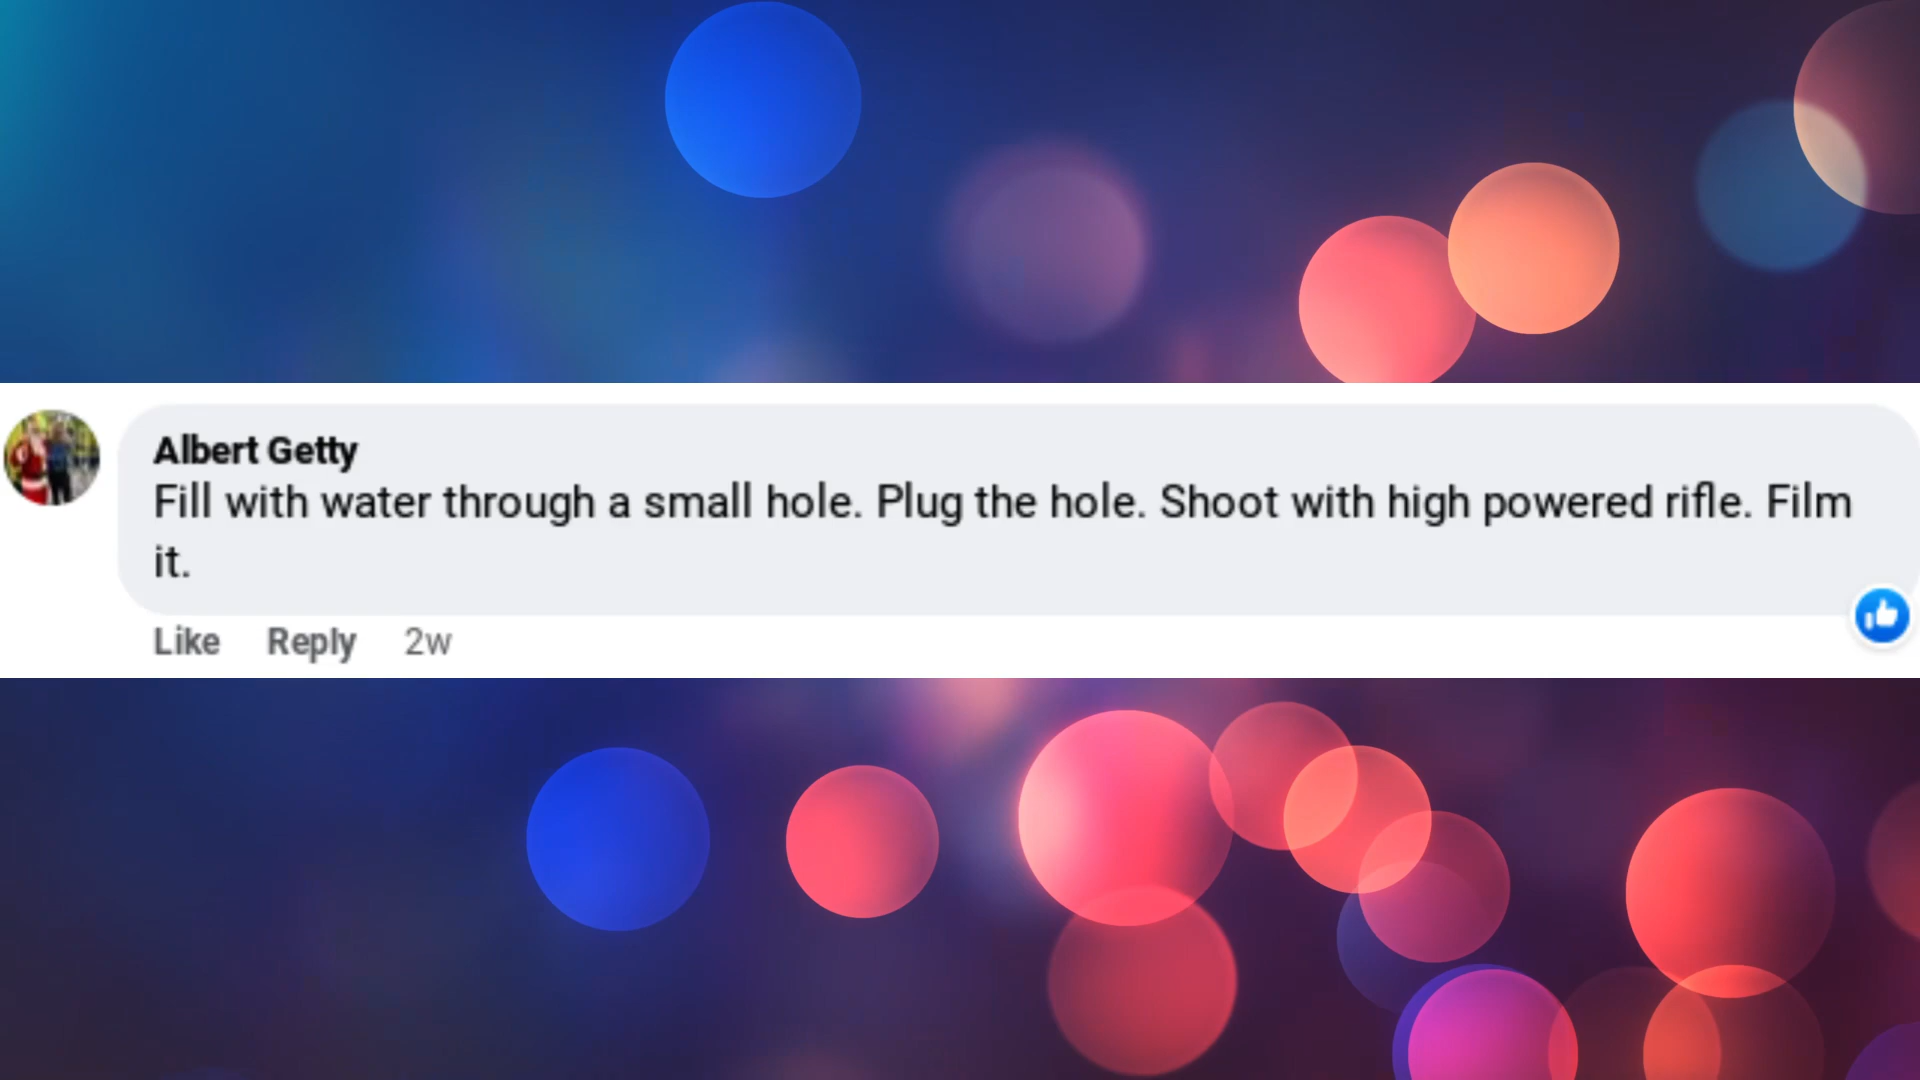 Albert Getty
Fill with water through a small hole. Plug the hole. Shoot with high powered rifle. Film
it.
Like Reply 2w